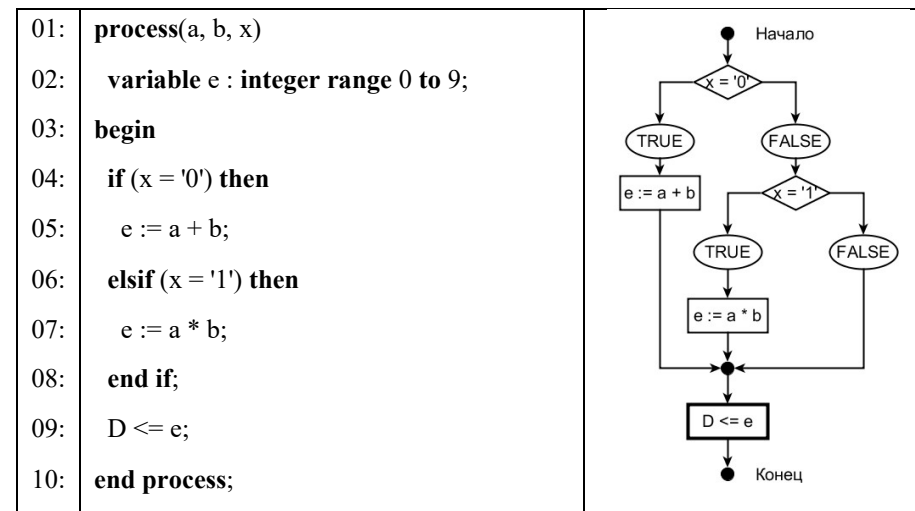 01: process(a, b, x)
02: variable e : integer range 0 to 9;
03: begin
04: if (x = '0') then
05: e := a + b;
06: elsif (x = '1') then
07: e := a * b;
08: end if;
09: D <= e;
10: end process;
Начало
x = '0'
TRUE FALSE
e := a + b x = '1'
TRUE FALSE
e := a * b
D <= e
Конец